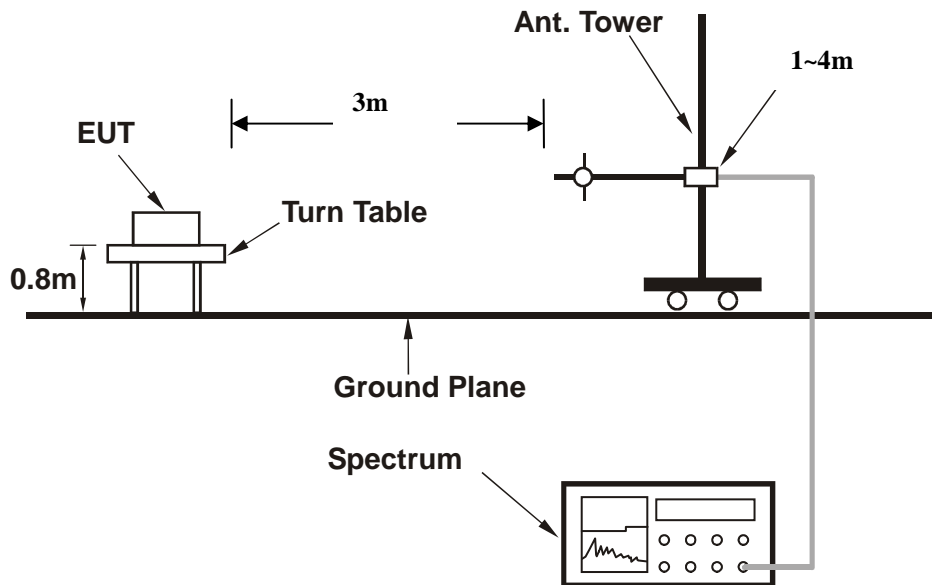 Ant. Tower
1~4m
3m
EUT
Turn Table
0.8m
Ground Plane
Spectrum